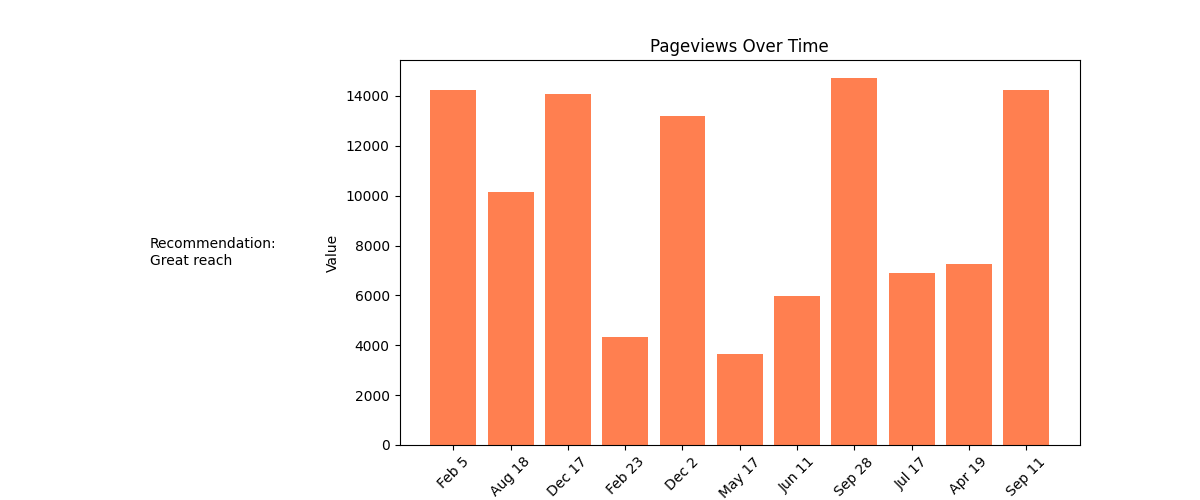 Pageviews Over Time
Recommendation:
Great reach
Value
14000
12000
10000
8000
6000
4000
2000
0
Feb 5
Aug 18
Dec 17
Feb 23
Dec 2
May 17
Jun 11
Sep 28
Jul 17
Apr 19
Sep 11